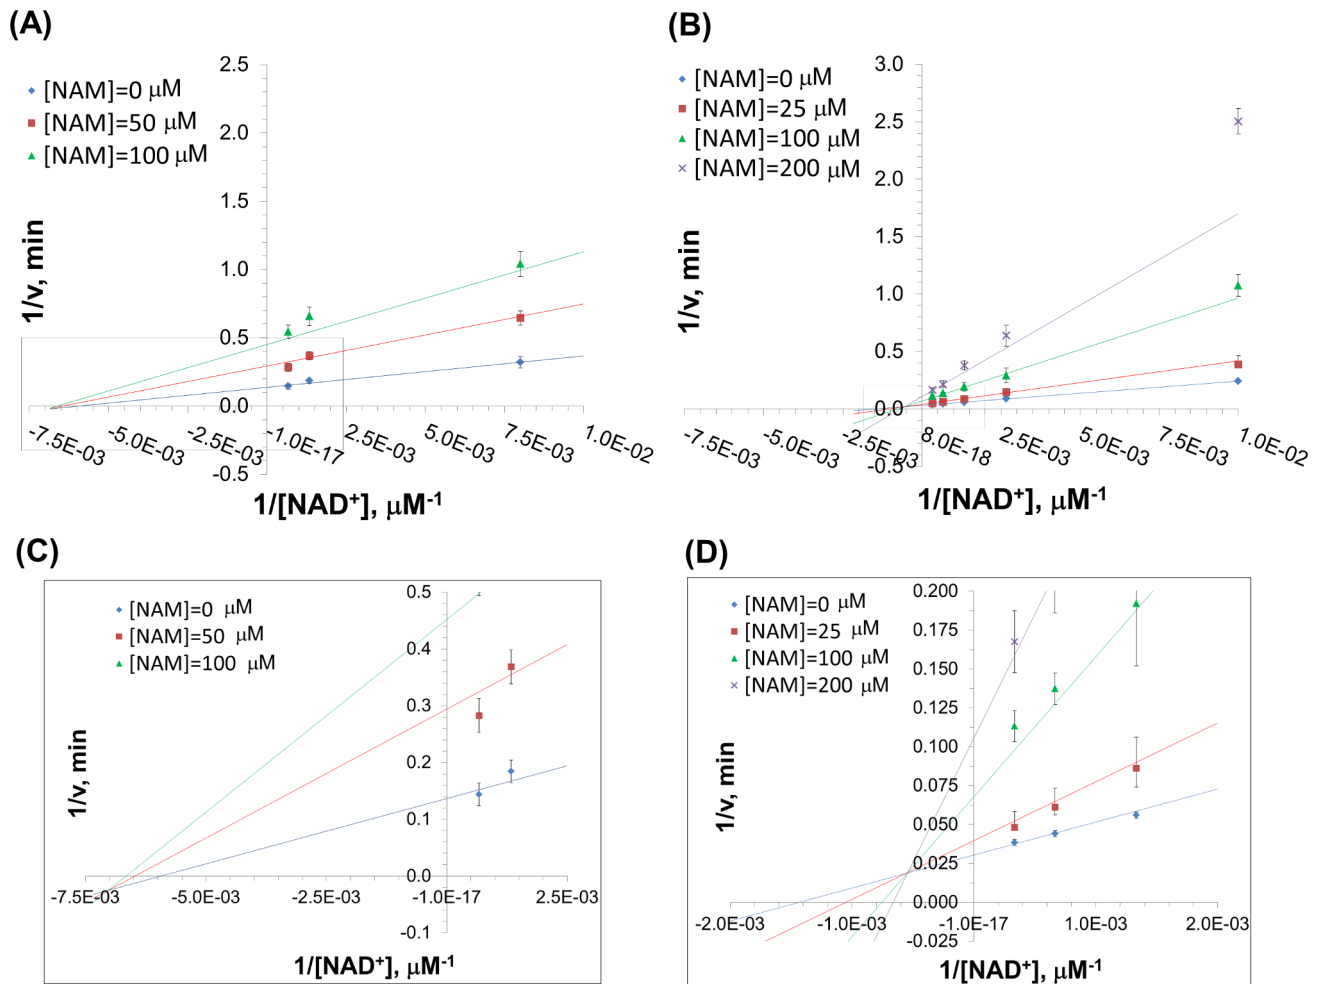 (A)
[NAM]=0 μM
[NAM]=50 μM
[NAM]=100 μM
2.5
2.0
1.5
1.0
0.5
0.0
-0.5
1/v, min
-7.5E-03
-5.0E-03
-2.5E-03
-1.0E-17
2.5E-03
5.0E-03
7.5E-03
1.0E-02
1/[NAD+], μM-1
(B)
[NAM]=0 μM
[NAM]=25 μM
[NAM]=100 μM
[NAM]=200 μM
3.0
2.5
2.0
1.5
1.0
0.5
0.0
-0.5
1/v, min
-7.5E-03
-5.0E-03
-2.5E-03
8.0E-18
2.5E-03
5.0E-03
7.5E-03
1.0E-02
1/[NAD+], μM-1
(C)
[NAM]=0 μM
[NAM]=50 μM
[NAM]=100 μM
0.5
0.4
0.3
0.2
0.1
0.0
-0.1
1/v, min
-7.5E-03
-5.0E-03
-2.5E-03
-1.0E-17
2.5E-03
1/[NAD+], μM-1
(D)
[NAM]=0 μM
[NAM]=25 μM
[NAM]=100 μM
[NAM]=200 μM
0.200
0.175
0.150
0.125
0.100
0.075
0.050
0.025
0.000
-0.025
1/v, min
-2.0E-03
-1.0E-03
-1.0E-17
1.0E-03
2.0E-03
1/[NAD+], μM-1